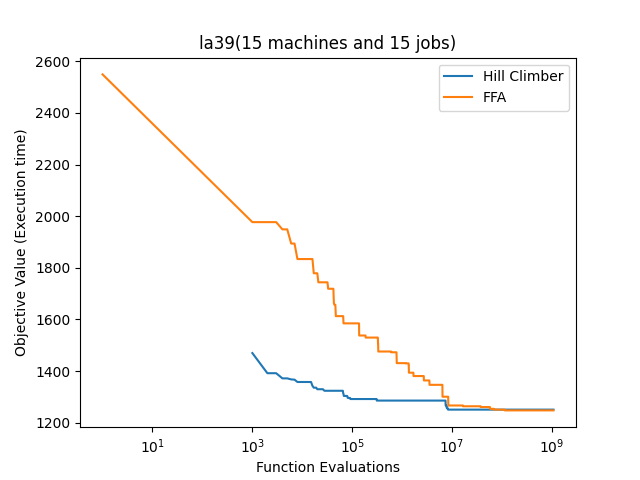 la39(15 machines and 15 jobs)
Hill Climber
FFA
Objective Value (Execution time)
2600
2400
2200
2000
1800
1600
1400
1200
10¹
10³
10⁵
10⁷
10⁹
Function Evaluations